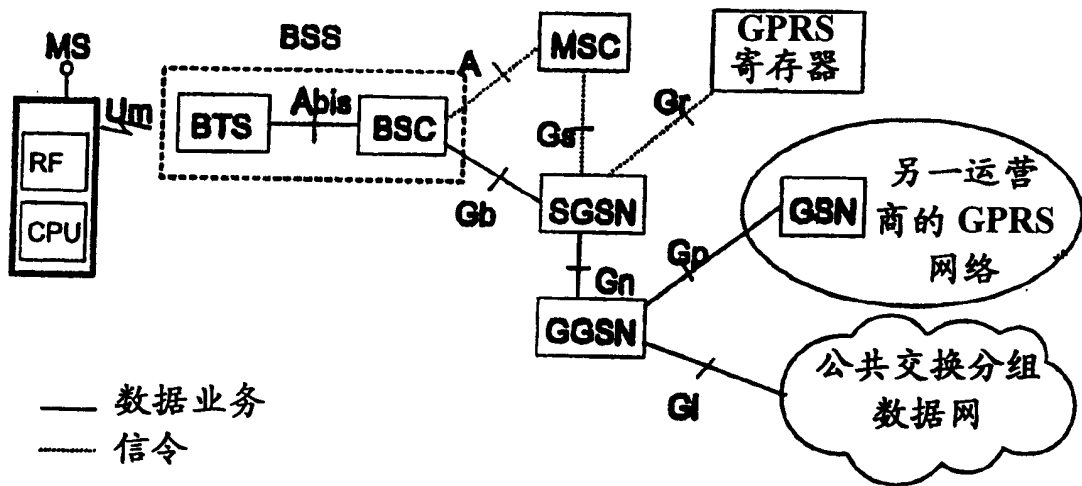 MS
Um
RF
CPU
BSS
BTS
Abis
BSC
A
MSC
Gs
GPRS
寄存器
Gr
Gb
SGSN
Gn
GGSN
Gp
GSN
另一运营
商的 GPRS
网络
GI
公共交换分组
数据网
数据业务
信令